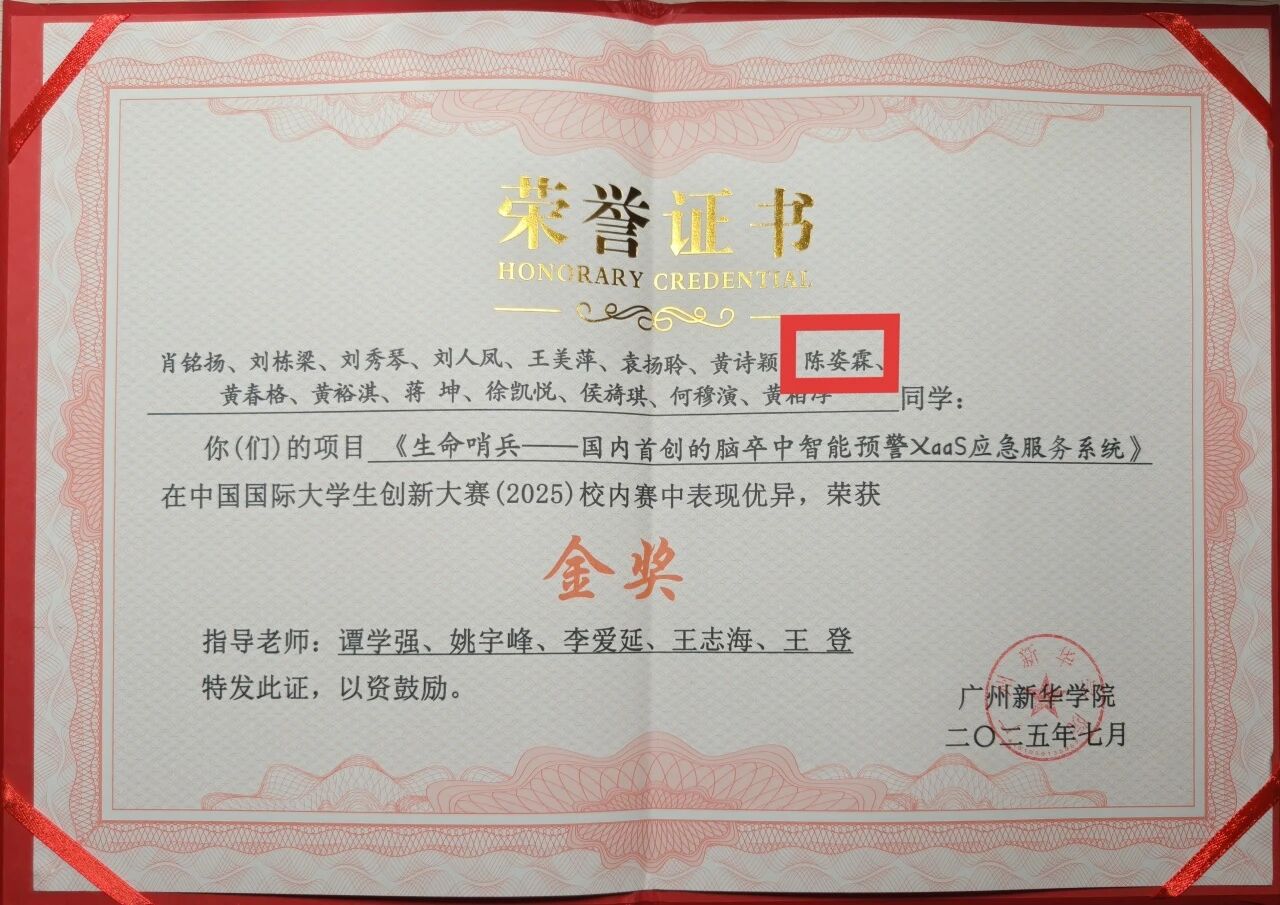 荣誉证书
HONORARY CREDENTIAL
肖铭扬、刘栋梁、刘秀琴、刘人凤、王美萍、袁扬聆、黄诗颖 陈姿霖、
黄春格、黄裕淇、蒋 坤、徐凯悦、侯旖琪、何穆演、黄柏淳 同学：
你(们)的项目 《生命哨兵——国内首创的脑卒中智能预警XaaS应急服务系统》
在中国国际大学生创新大赛(2025)校内赛中表现优异，荣获
金奖
指导老师：谭学强、姚宇峰、李爱延、王志海、王 登
特发此证，以资鼓励。
广州新华学院
二〇二五年七月